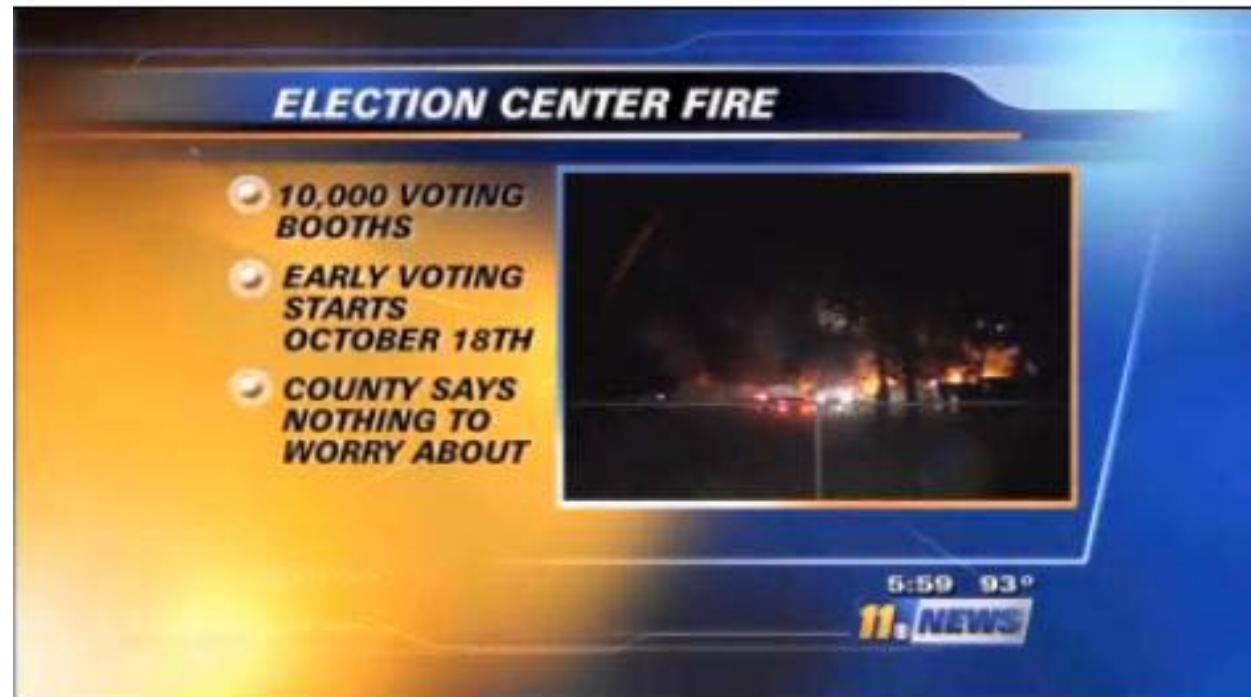 ELECTION CENTER FIRE
10,000 VOTING
BOOTHS
EARLY VOTING
STARTS
OCTOBER 18TH
COUNTY SAYS
NOTHING TO
WORRY ABOUT
5:59 93°
11 NEWS